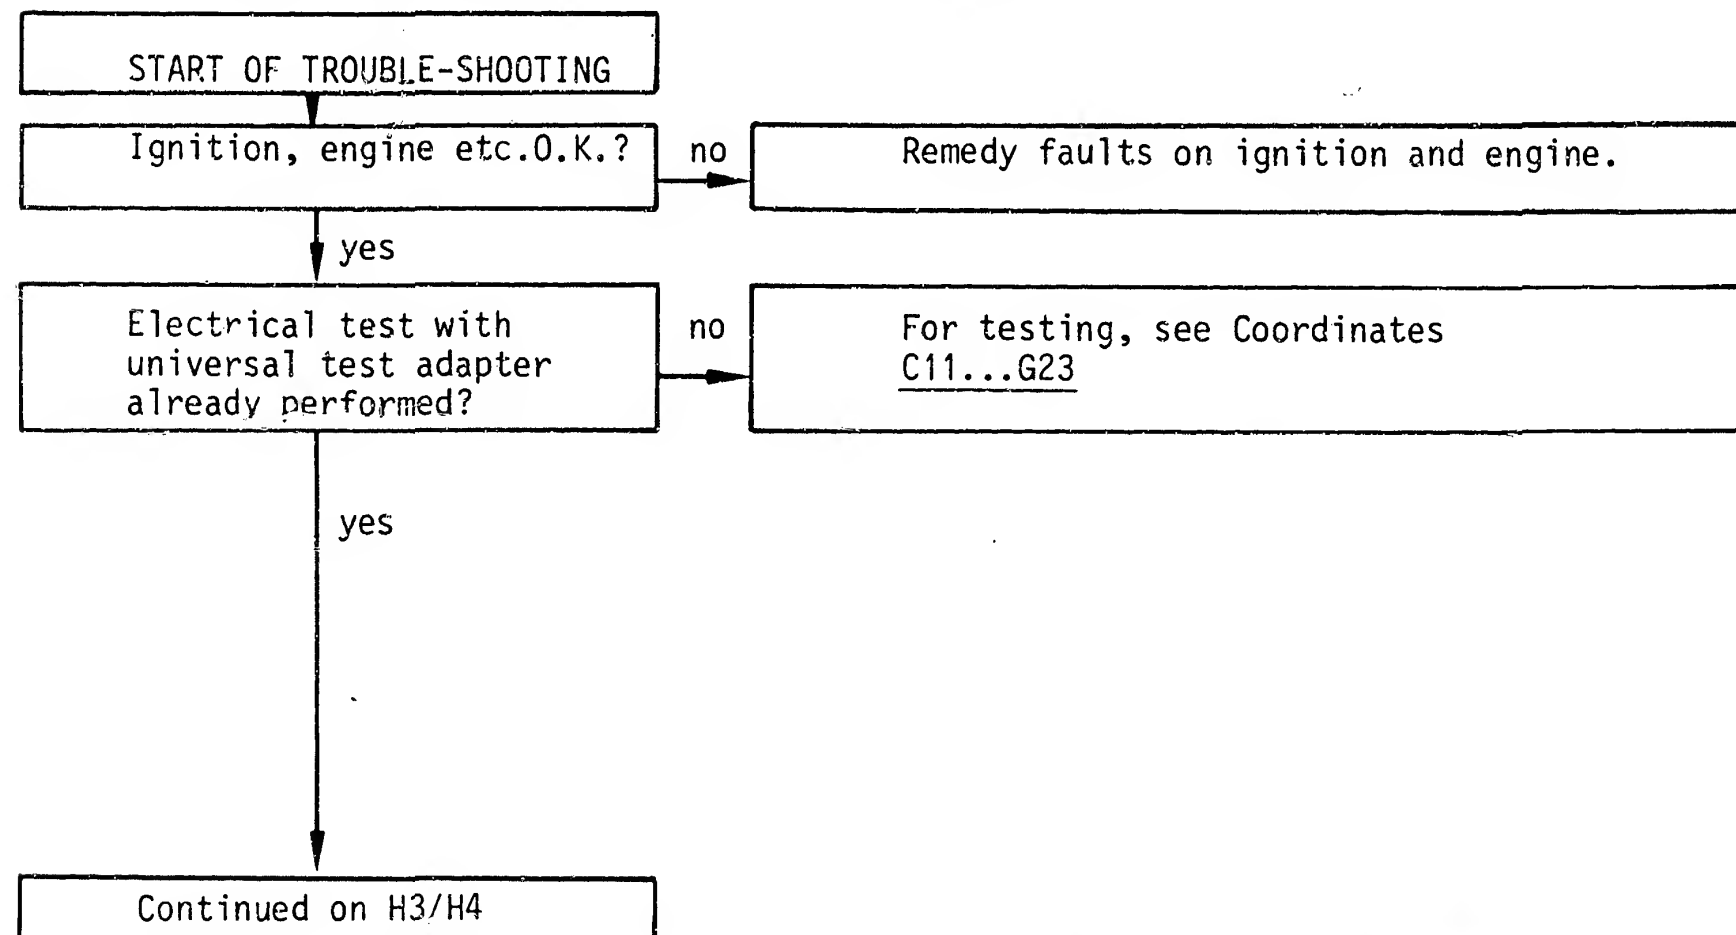 START OF TROUBLE-SHOOTING
Ignition, engine etc.O.K.?
no
Remedy faults on ignition and engine.
yes
Electrical test with
universal test adapter
already performed?
no
For testing, see Coordinates
C11...G23
yes
Continued on H3/H4